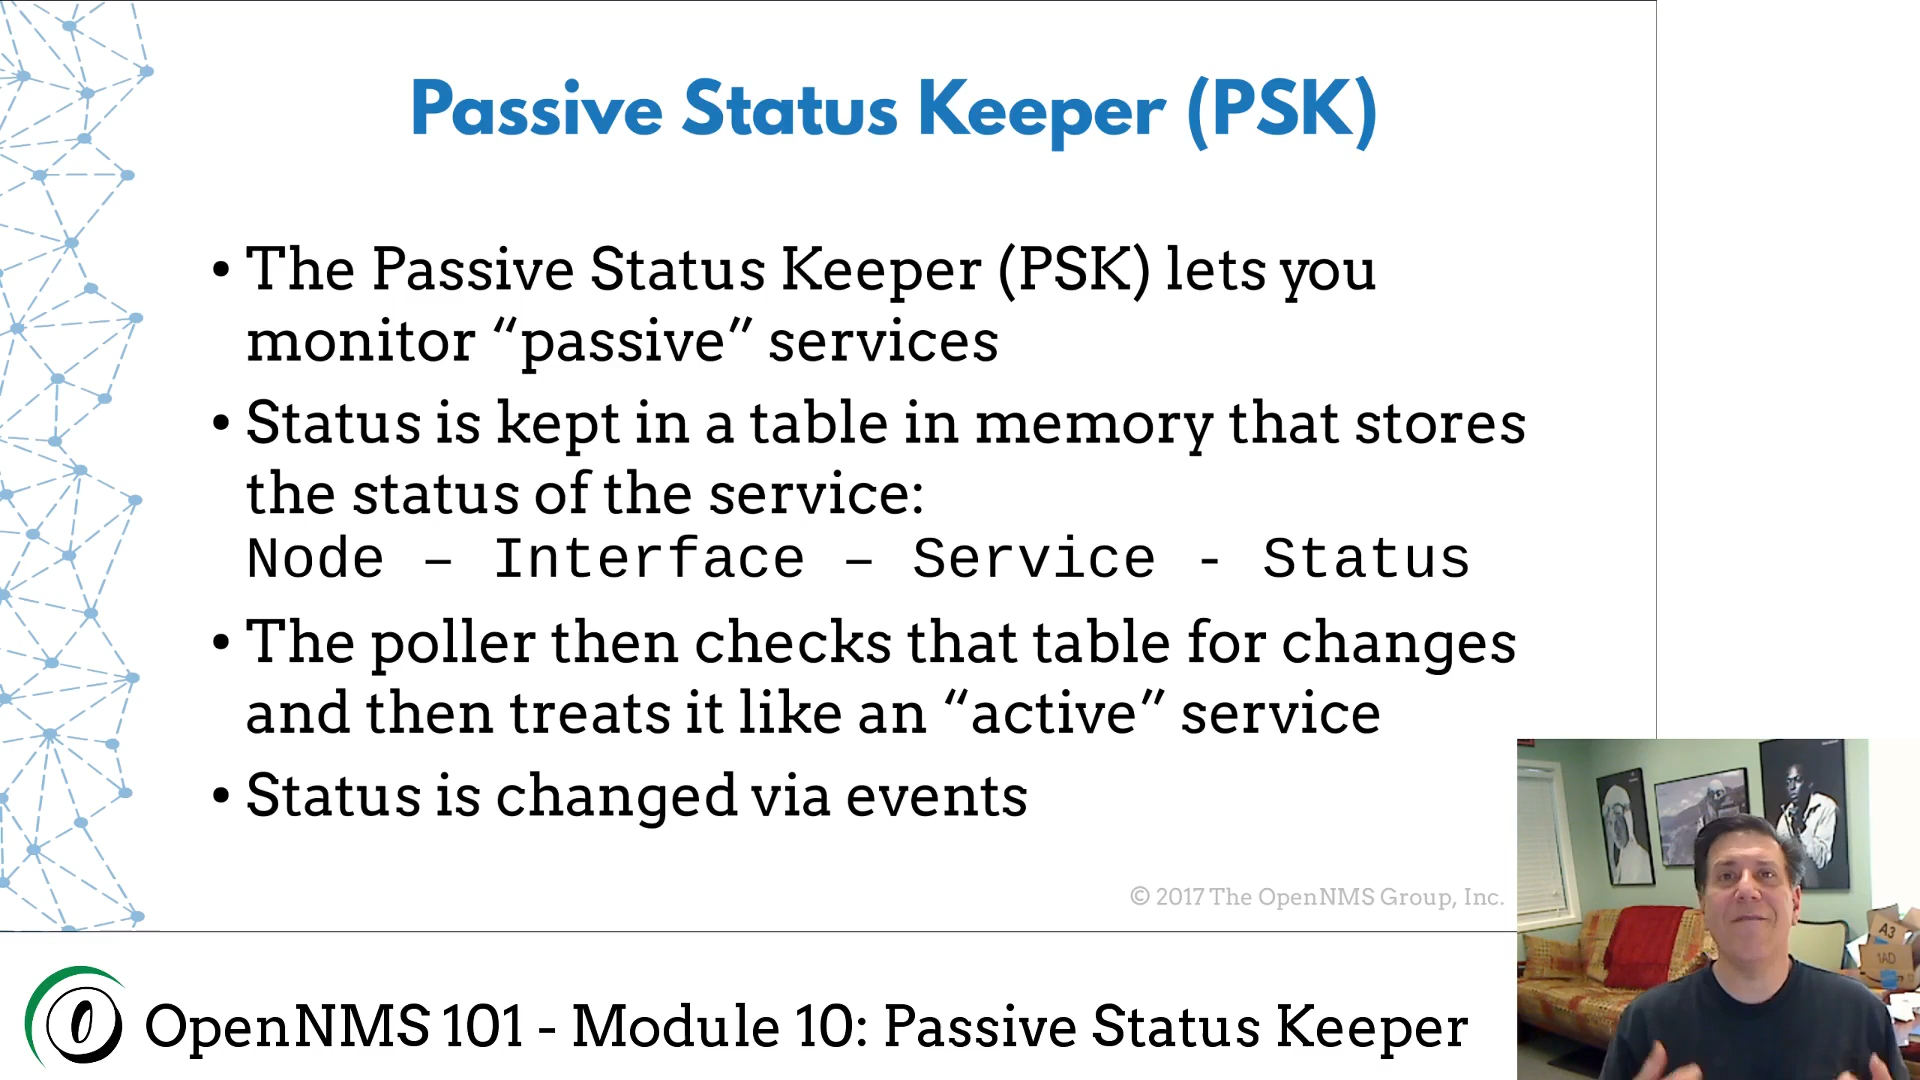 Passive Status Keeper (PSK)
• The Passive Status Keeper (PSK) lets you
monitor “passive” services
• Status is kept in a table in memory that stores
the status of the service:
Node – Interface – Service - Status
• The poller then checks that table for changes
and then treats it like an “active” service
• Status is changed via events
© 2017 The OpenNMS Group, Inc.
A3
1AD
OpenNMS 101 - Module 10: Passive Status Keeper